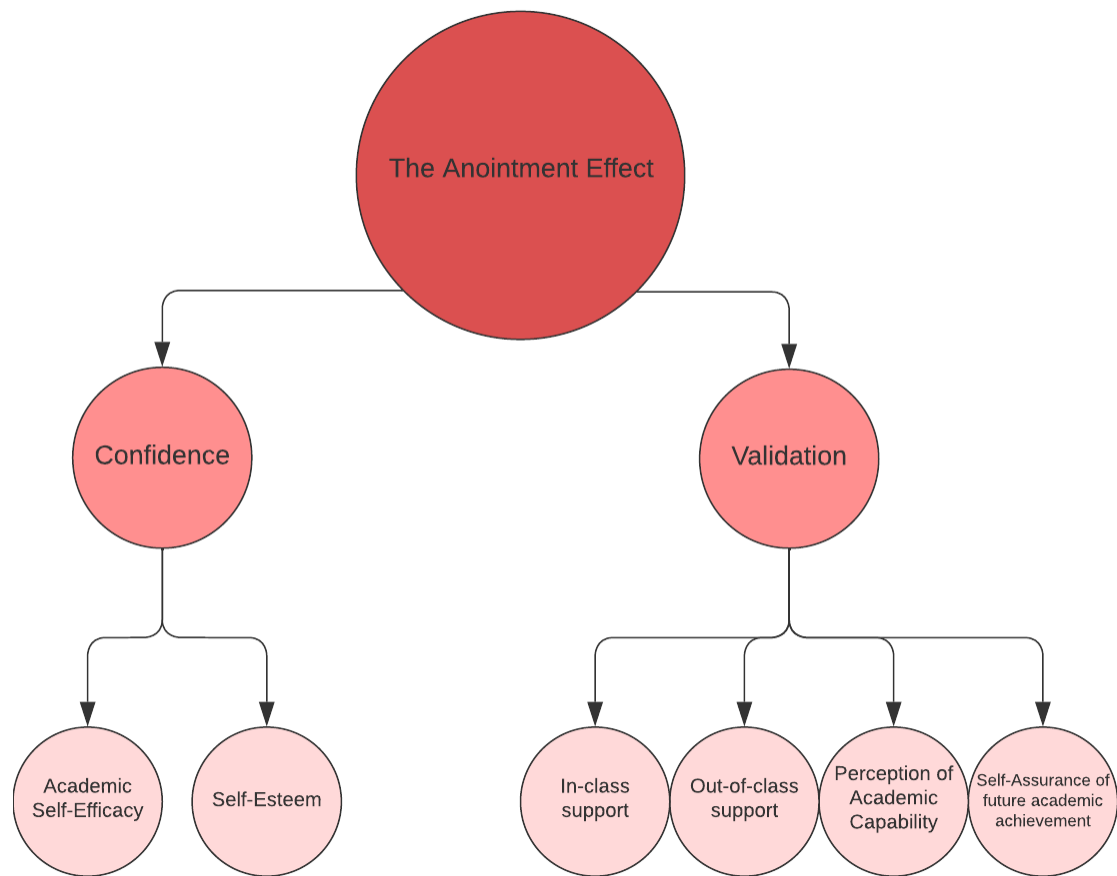 The Anointment Effect
Confidence
Validation
Academic
Self-Efficacy
Self-Esteem
In-class
support
Out-of-class
support
Perception of
Academic
Capability
Self-Assurance of
future academic
achievement